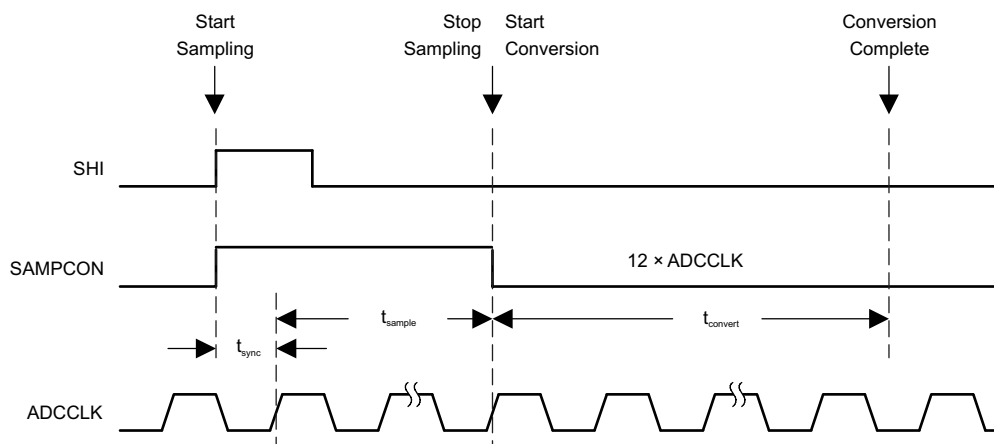 Start
Sampling
Stop
Sampling
Start
Conversion
Conversion
Complete
SHI
SAMPCON
12 × ADCCLK
tsample
tconvert
tsync
ADCCLK